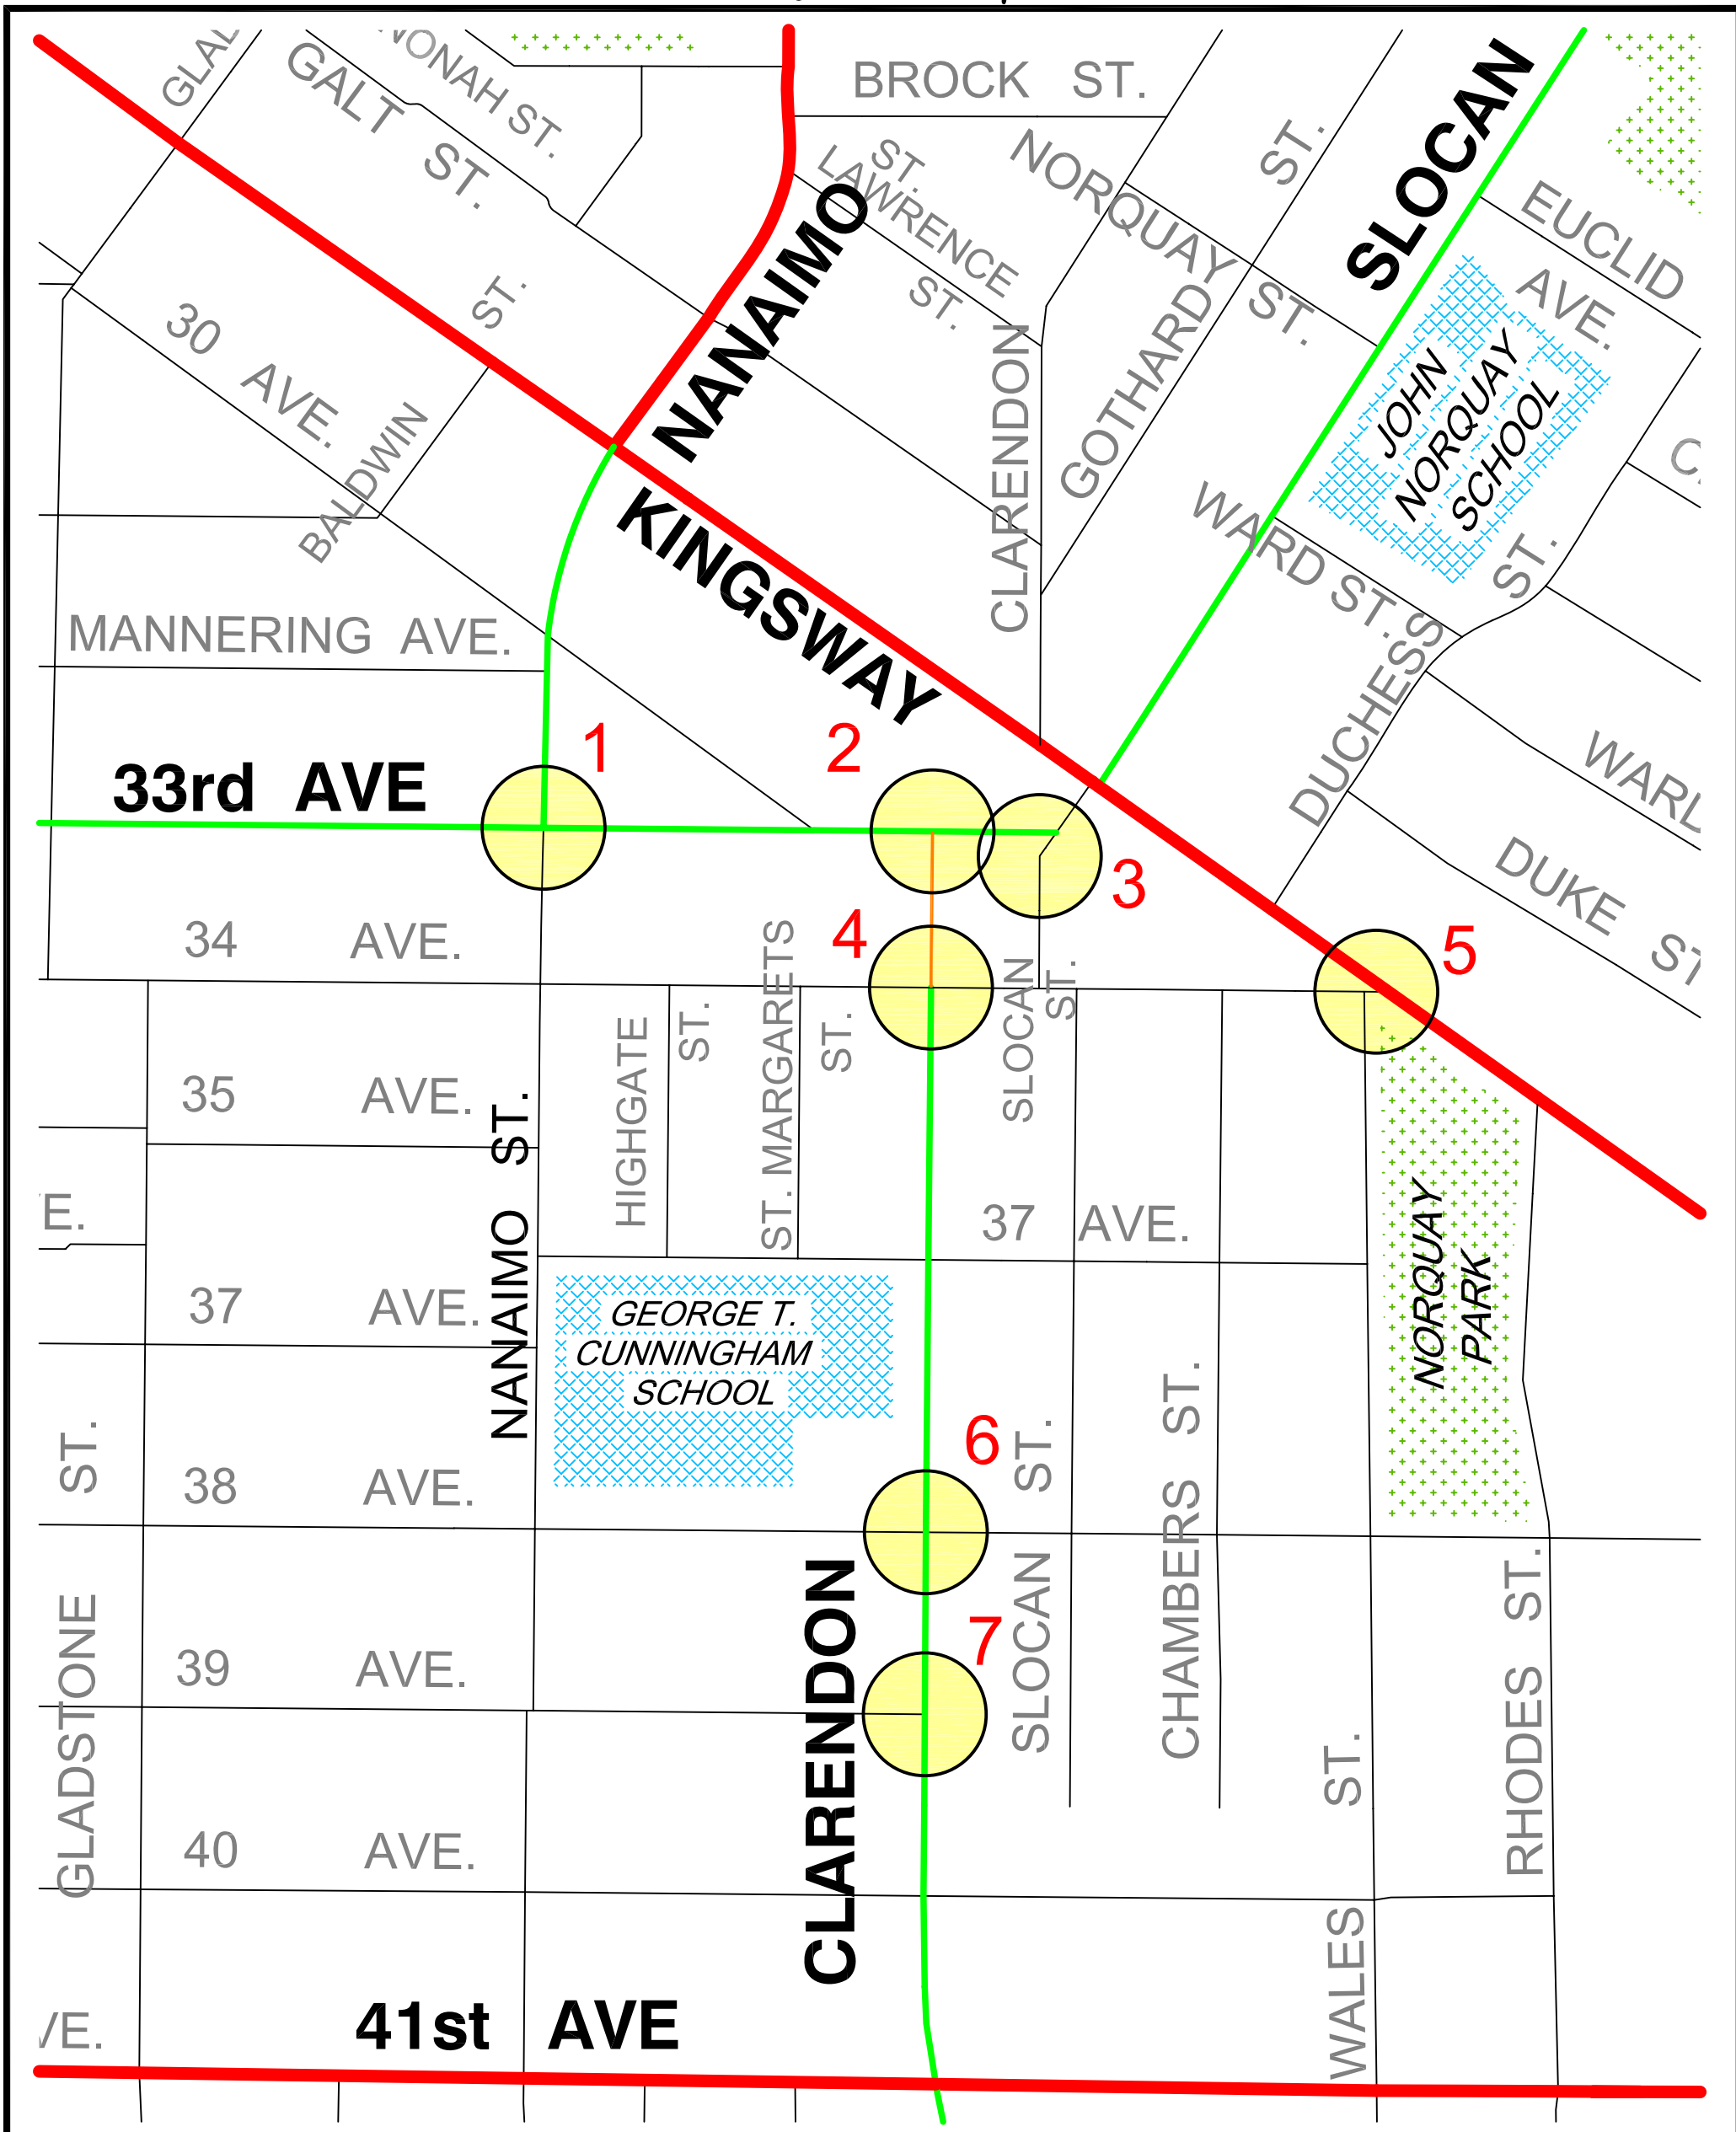 BROCK ST.
GALT ST.
ST.
LAWRENCE ST.
NORQUAY ST.
ST.
SLOCAN
EUCLID AVE.
NANAIMO
30 AVE.
BALDWIN ST.
CLARENDON
GOTHARD
JOHN
NORQUAY
SCHOOL
WARD ST.
KINGSWAY
MANNERING AVE.
DUCHESS ST.
33rd AVE
1
2
3
DUKE
34 AVE.
4
5
HIGHGATE ST.
ST. MARGARETS ST.
SLOCAN ST.
35 AVE.
NANAIMO ST.
37 AVE.
NORQUAY
PARK
37 AVE.
GEORGE T.
CUNNINGHAM
SCHOOL
6
38 AVE.
SLOCAN ST.
CHAMBERS ST.
7
39 AVE.
GLADSTONE ST.
CLARENDON
RHODES ST.
40 AVE.
WALES ST.
41st AVE